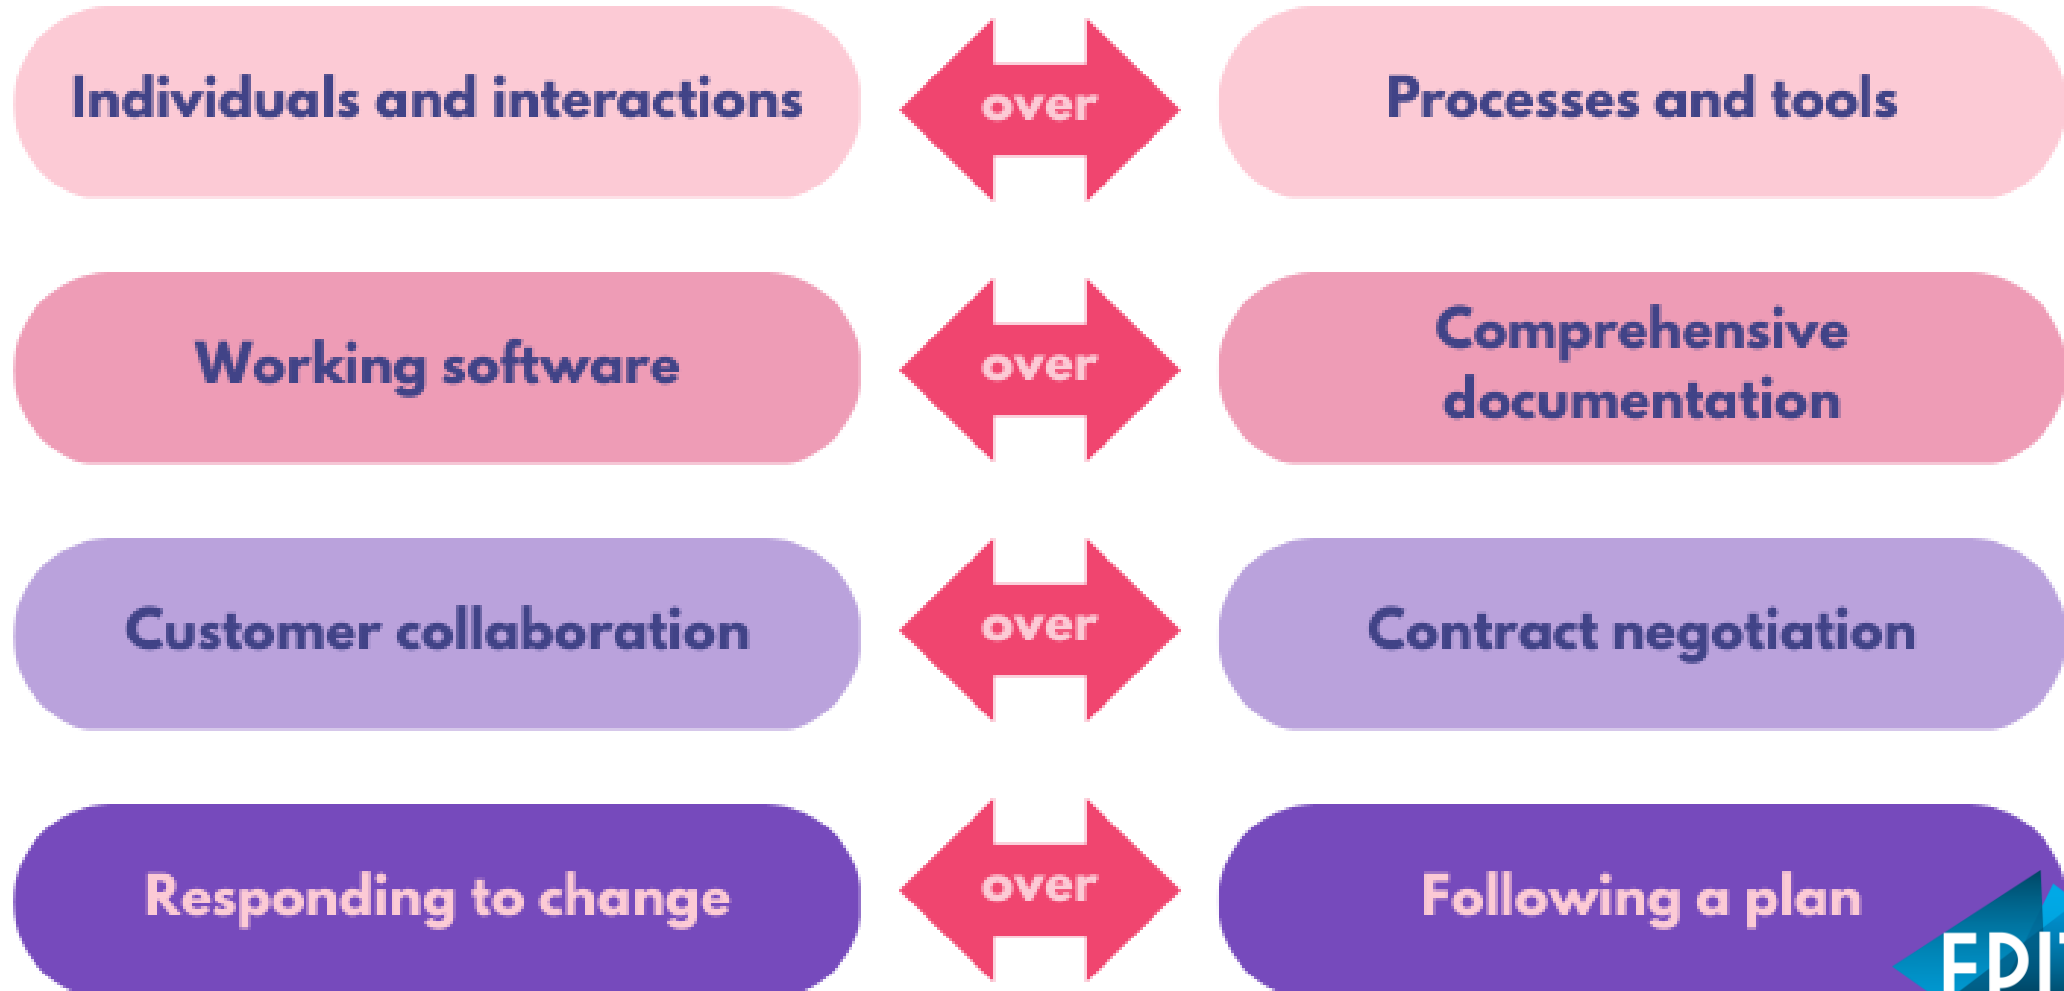 Individuals and interactions
over
Processes and tools
Working software
over
Comprehensive
documentation
Customer collaboration
over
Contract negotiation
Responding to change
over
Following a plan